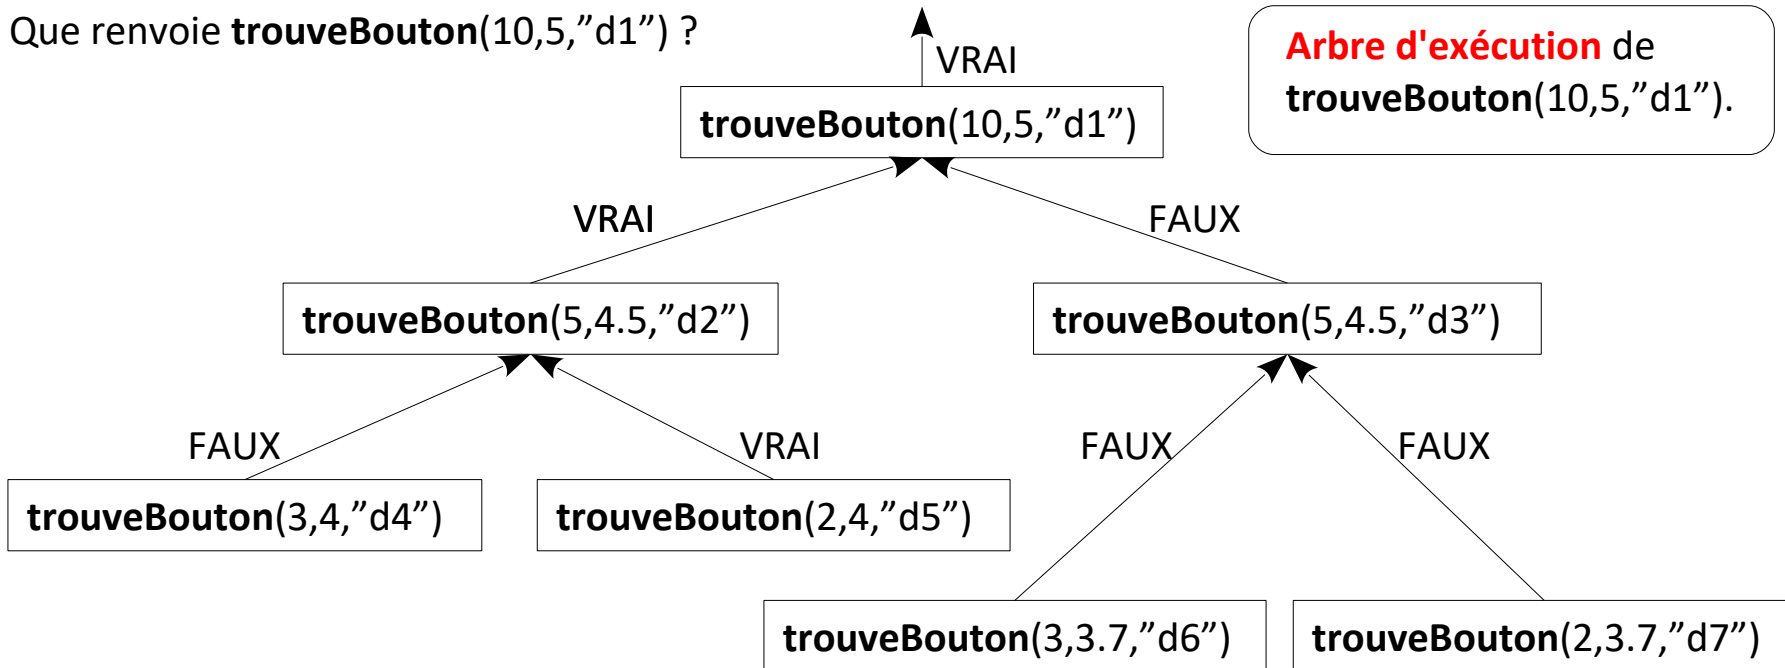 Que renvoie trouveBouton(10,5,”d1”) ?
Arbre d'exécution de
trouveBouton(10,5,”d1”).
VRAI
trouveBouton(10,5,”d1”)
VRAI
FAUX
trouveBouton(5,4.5,”d2”)
trouveBouton(5,4.5,”d3”)
FAUX
VRAI
FAUX
FAUX
trouveBouton(3,4,”d4”)
trouveBouton(2,4,”d5”)
trouveBouton(3,3.7,”d6”)
trouveBouton(2,3.7,”d7”)